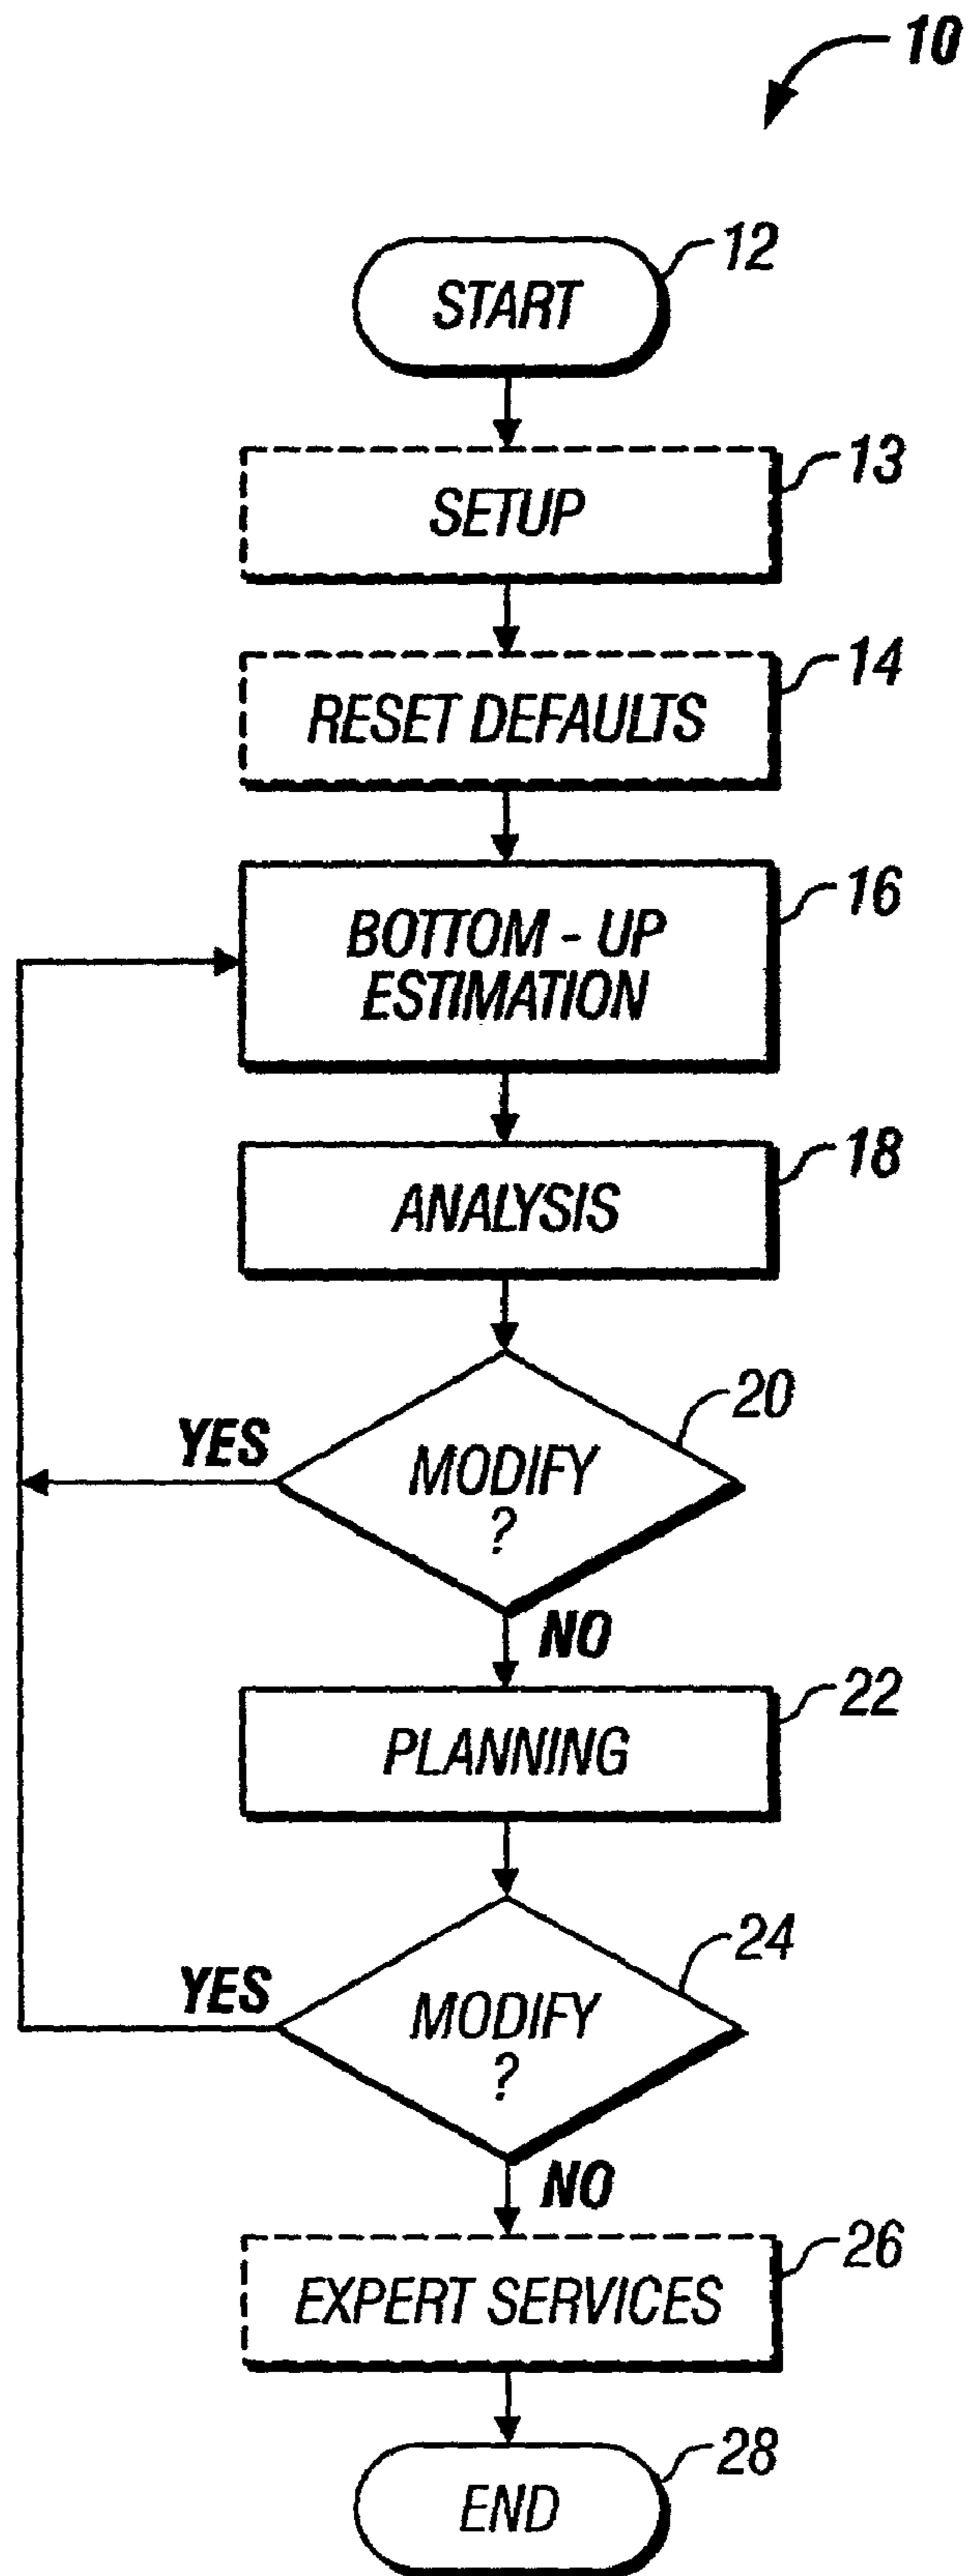 10
START
12
SETUP
13
RESET DEFAULTS
14
BOTTOM - UP
ESTIMATION
16
ANALYSIS
18
MODIFY
?
20
YES
NO
PLANNING
22
MODIFY
?
24
YES
NO
EXPERT SERVICES
26
END
28